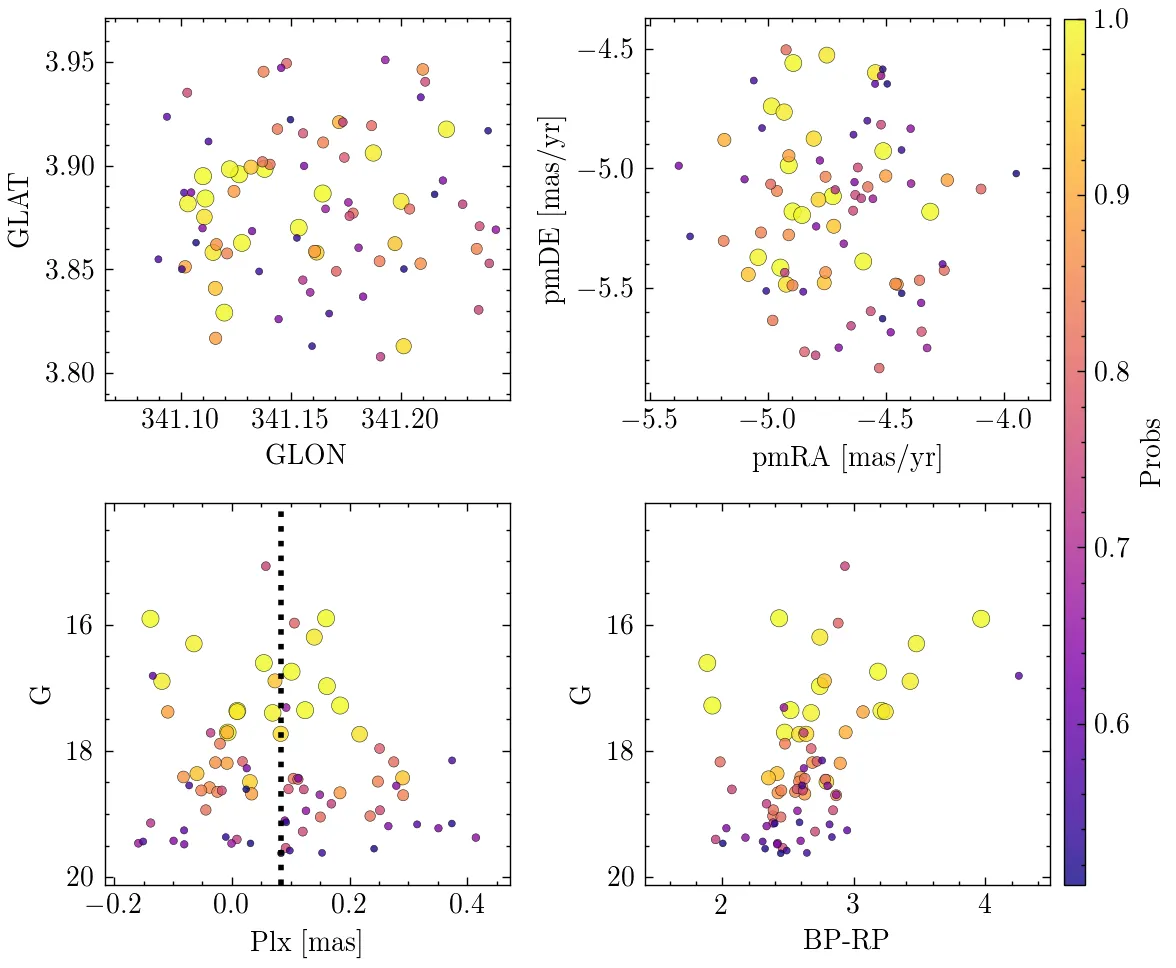 3.95
3.90
3.85
3.80
GLAT
341.10 341.15 341.20
GLON
−4.5
−5.0
−5.5
pmDE [mas/yr]
−5.5 −5.0 −4.5 −4.0
pmRA [mas/yr]
1.0
0.9
0.8
0.7
0.6
Probs
16
18
20
G
−0.2 0.0 0.2 0.4
Plx [mas]
16
18
20
G
2 3 4
BP-RP